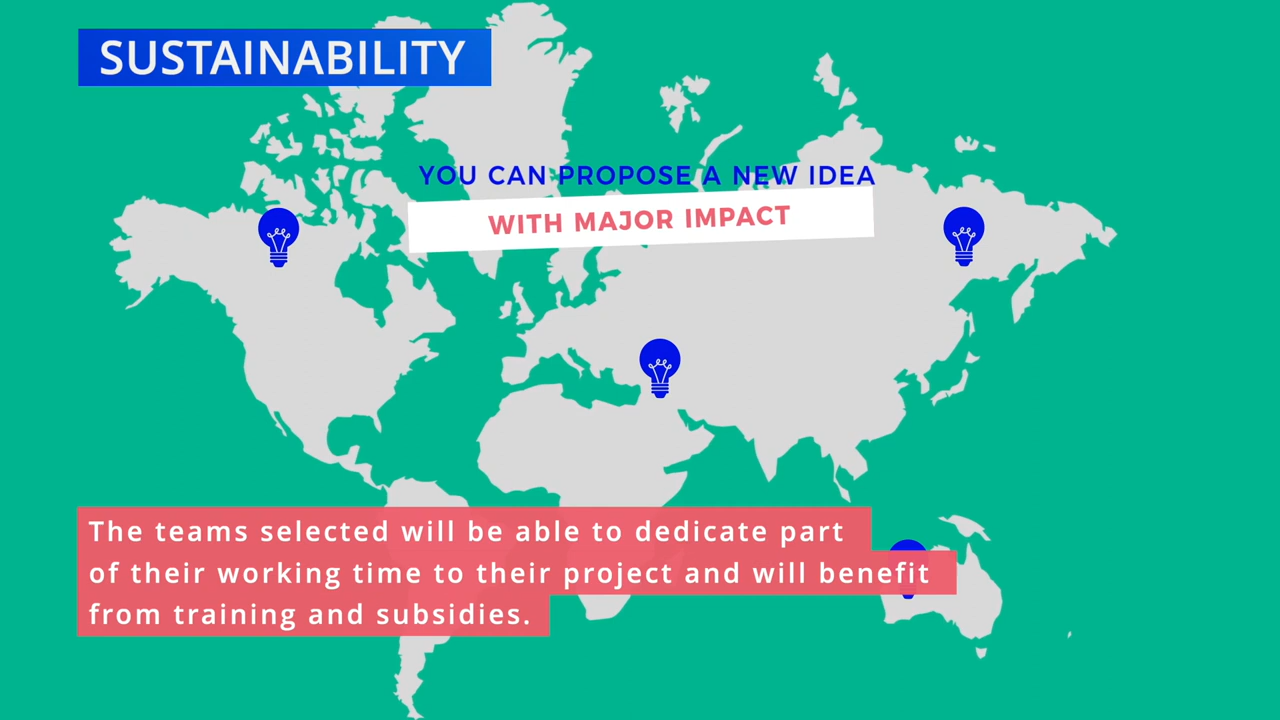 SUSTAINABILITY
YOU CAN PROPOSE A NEW IDEA
WITH MAJOR IMPACT
The teams selected will be able to dedicate part
of their working time to their project and will benefit
from training and subsidies.